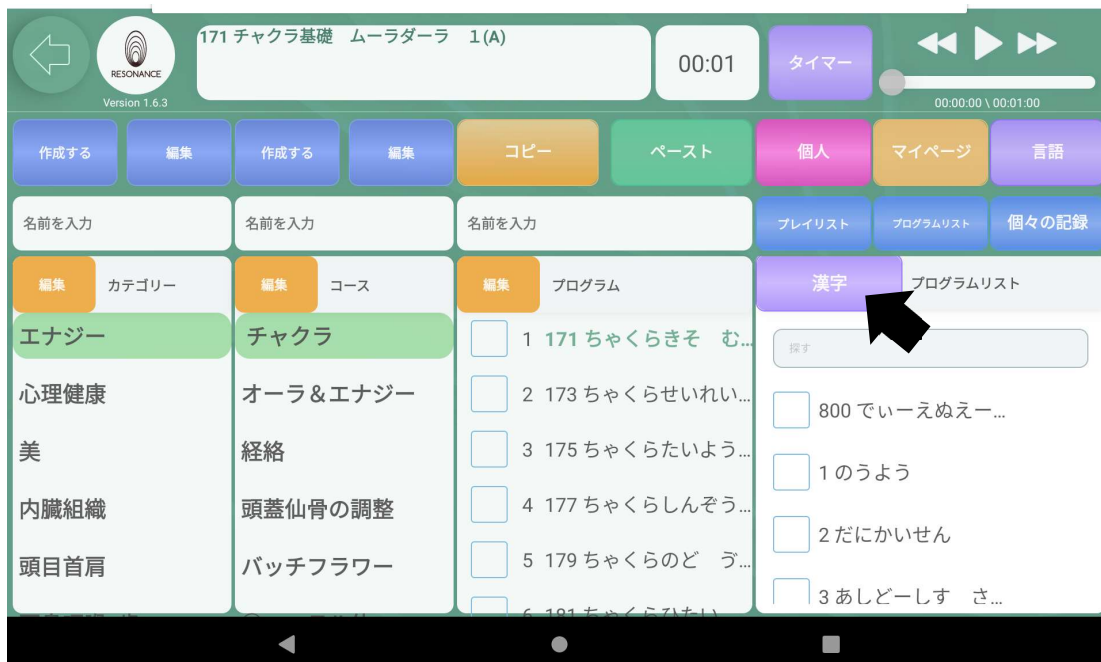 171 チャクラ基礎　ムーラダーラ　１(A)
RESONANCE
Version 1.6.3
00:01
タイマー
00:00:00 \ 00:01:00
作成する
編集
作成する
編集
コピー
ペースト
個人
マイページ
言語
名前を入力
名前を入力
名前を入力
プレイリスト
プログラムリスト
個々の記録
編集
カテゴリー
編集
コース
編集
プログラム
漢字
プログラムリスト
エナジー
心理健康
美
内臓組織
頭目首肩
チャクラ
オーラ＆エナジー
経絡
頭蓋仙骨の調整
バッチフラワー
1 171 ちゃくらきそ　む...
2 173 ちゃくらせいれい...
3 175 ちゃくらたいよう...
4 177 ちゃくらしんぞう...
5 179 ちゃくらのど　ゔ...
6 181 ちゃくらひたい
探す
800 でぃーえぬえー...
1 のうよう
2 だにかいせん
3 あしどーしす　さ...